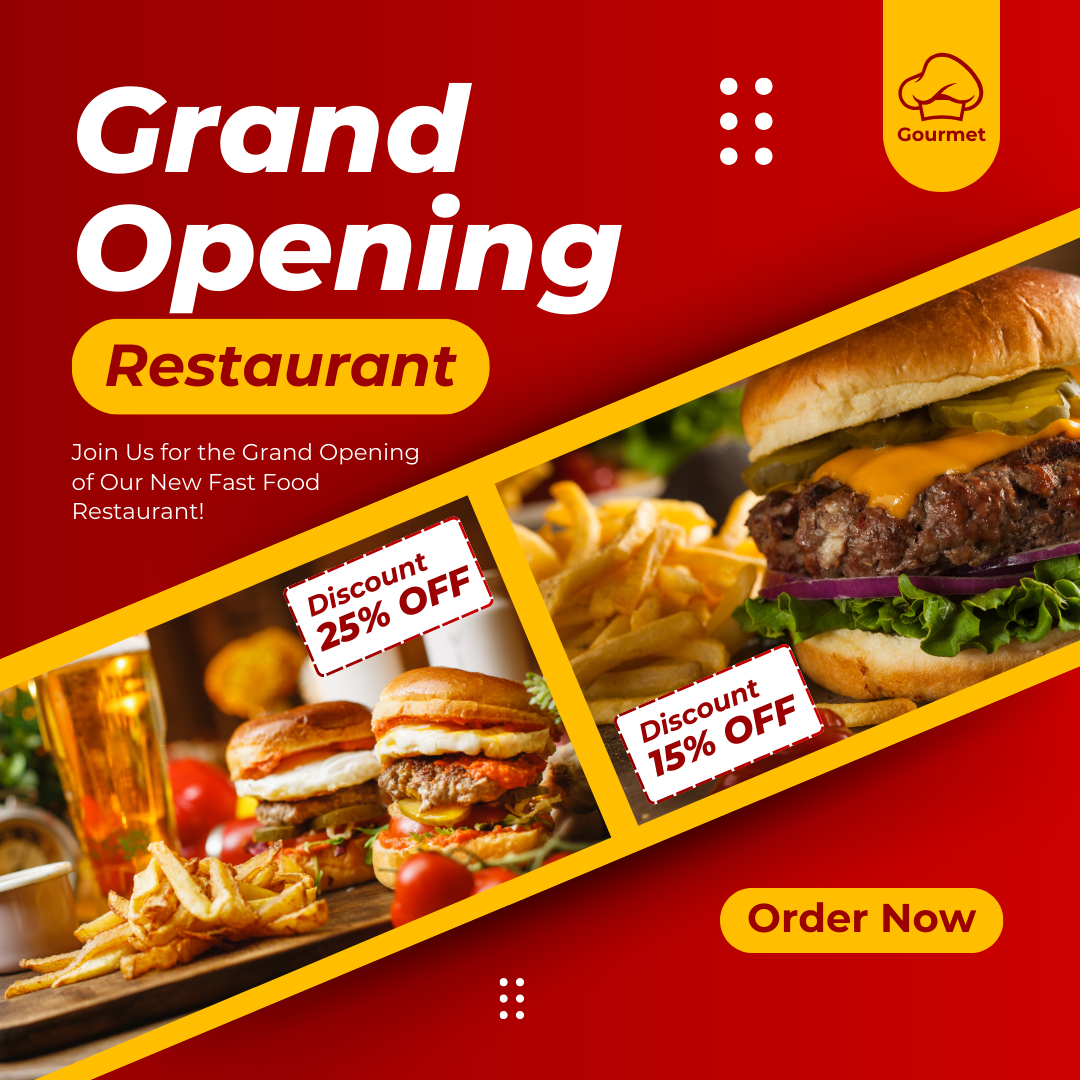 Grand
Opening
Restaurant
Join Us for the Grand Opening
of Our New Fast Food
Restaurant!
Gourmet
Discount
25% OFF
Discount
15% OFF
Order Now